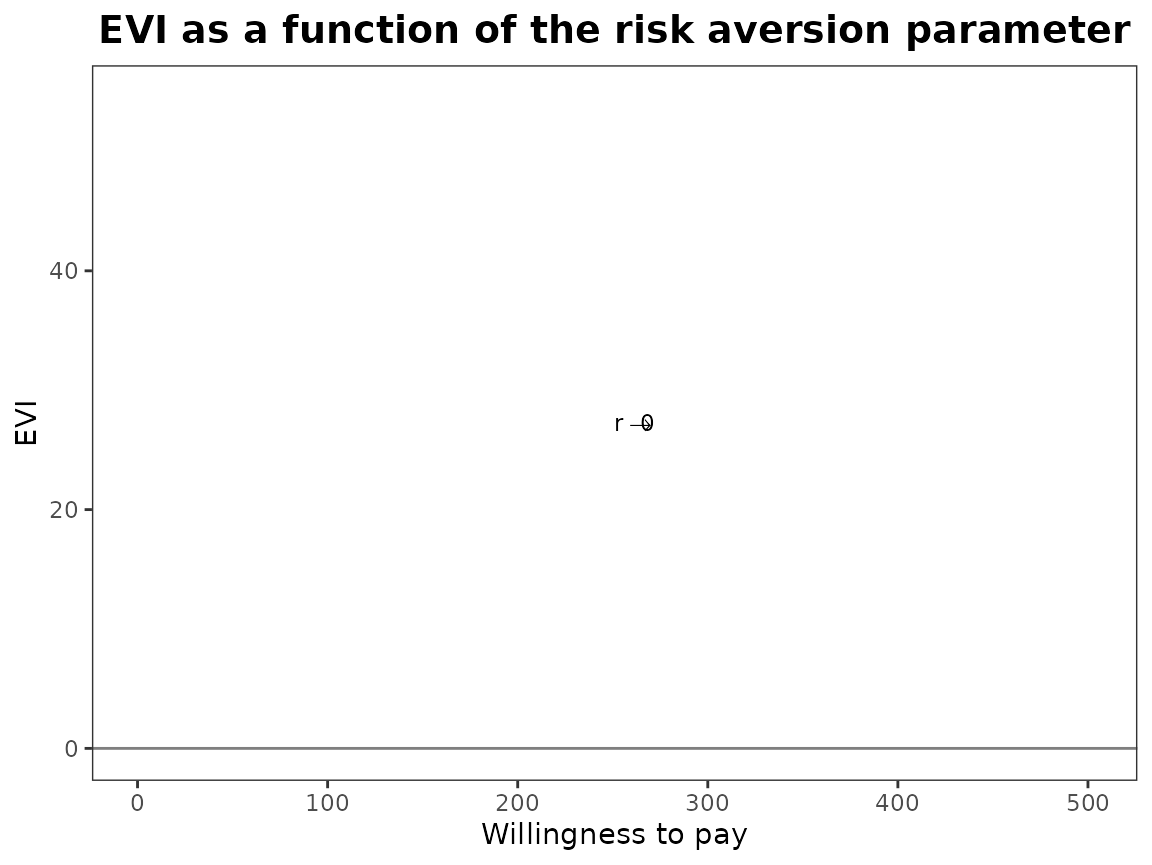 EVI as a function of the risk aversion parameter
EVI
40
20
0
r → 0
0 100 200 300 400 500
Willingness to pay